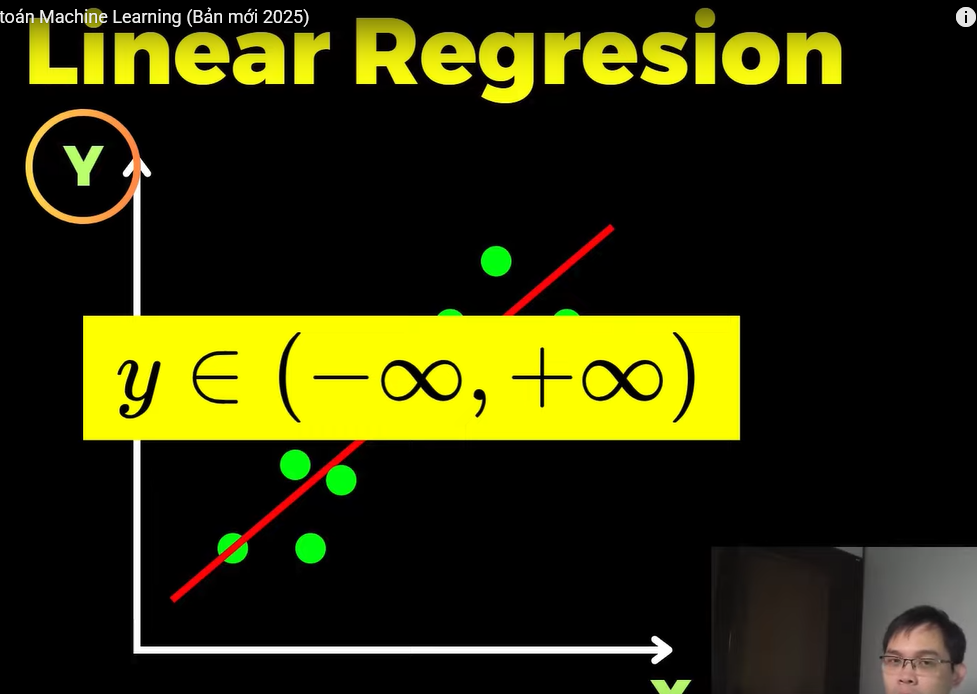 toán Machine Learning (Bản mới 2025)
Linear Regresion
Y
y ∈ (−∞, +∞)